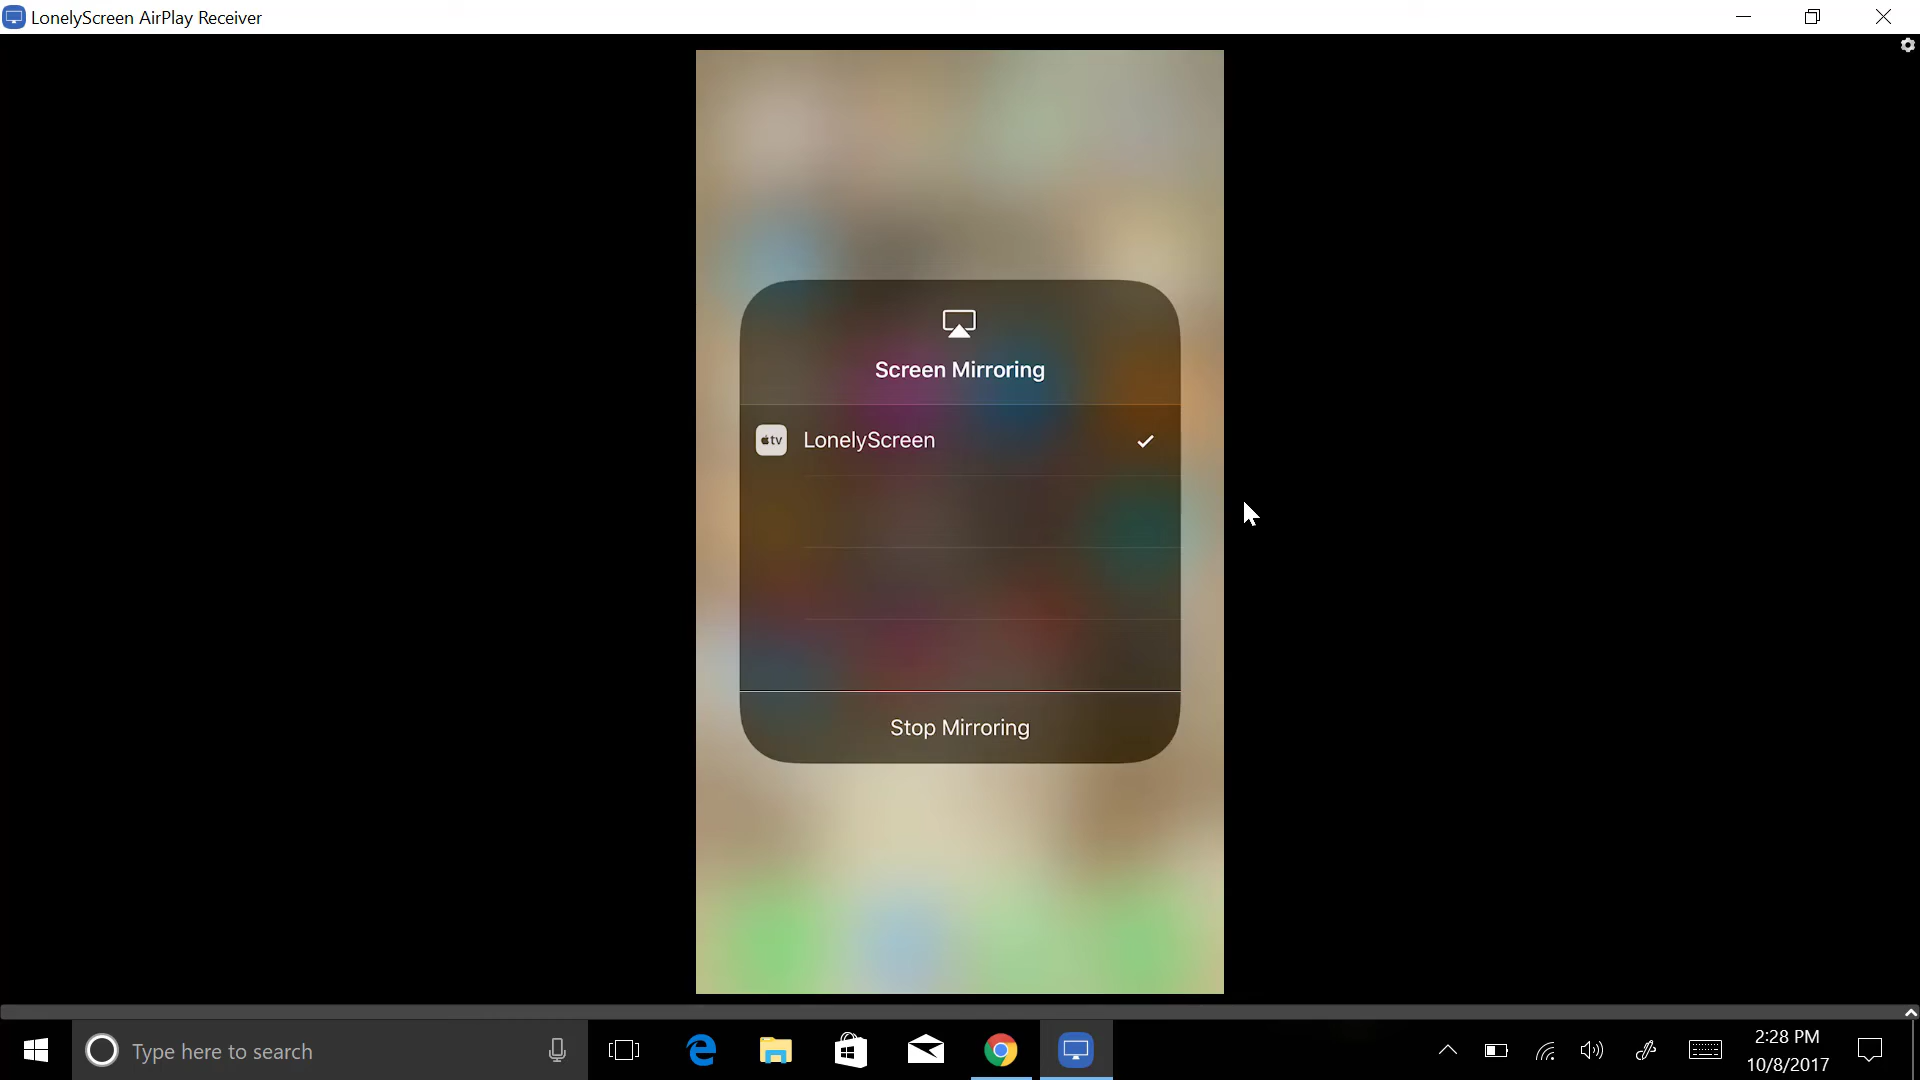 LonelyScreen AirPlay Receiver
Screen Mirroring
tv LonelyScreen
Stop Mirroring
Type here to search
2:28 PM
10/8/2017